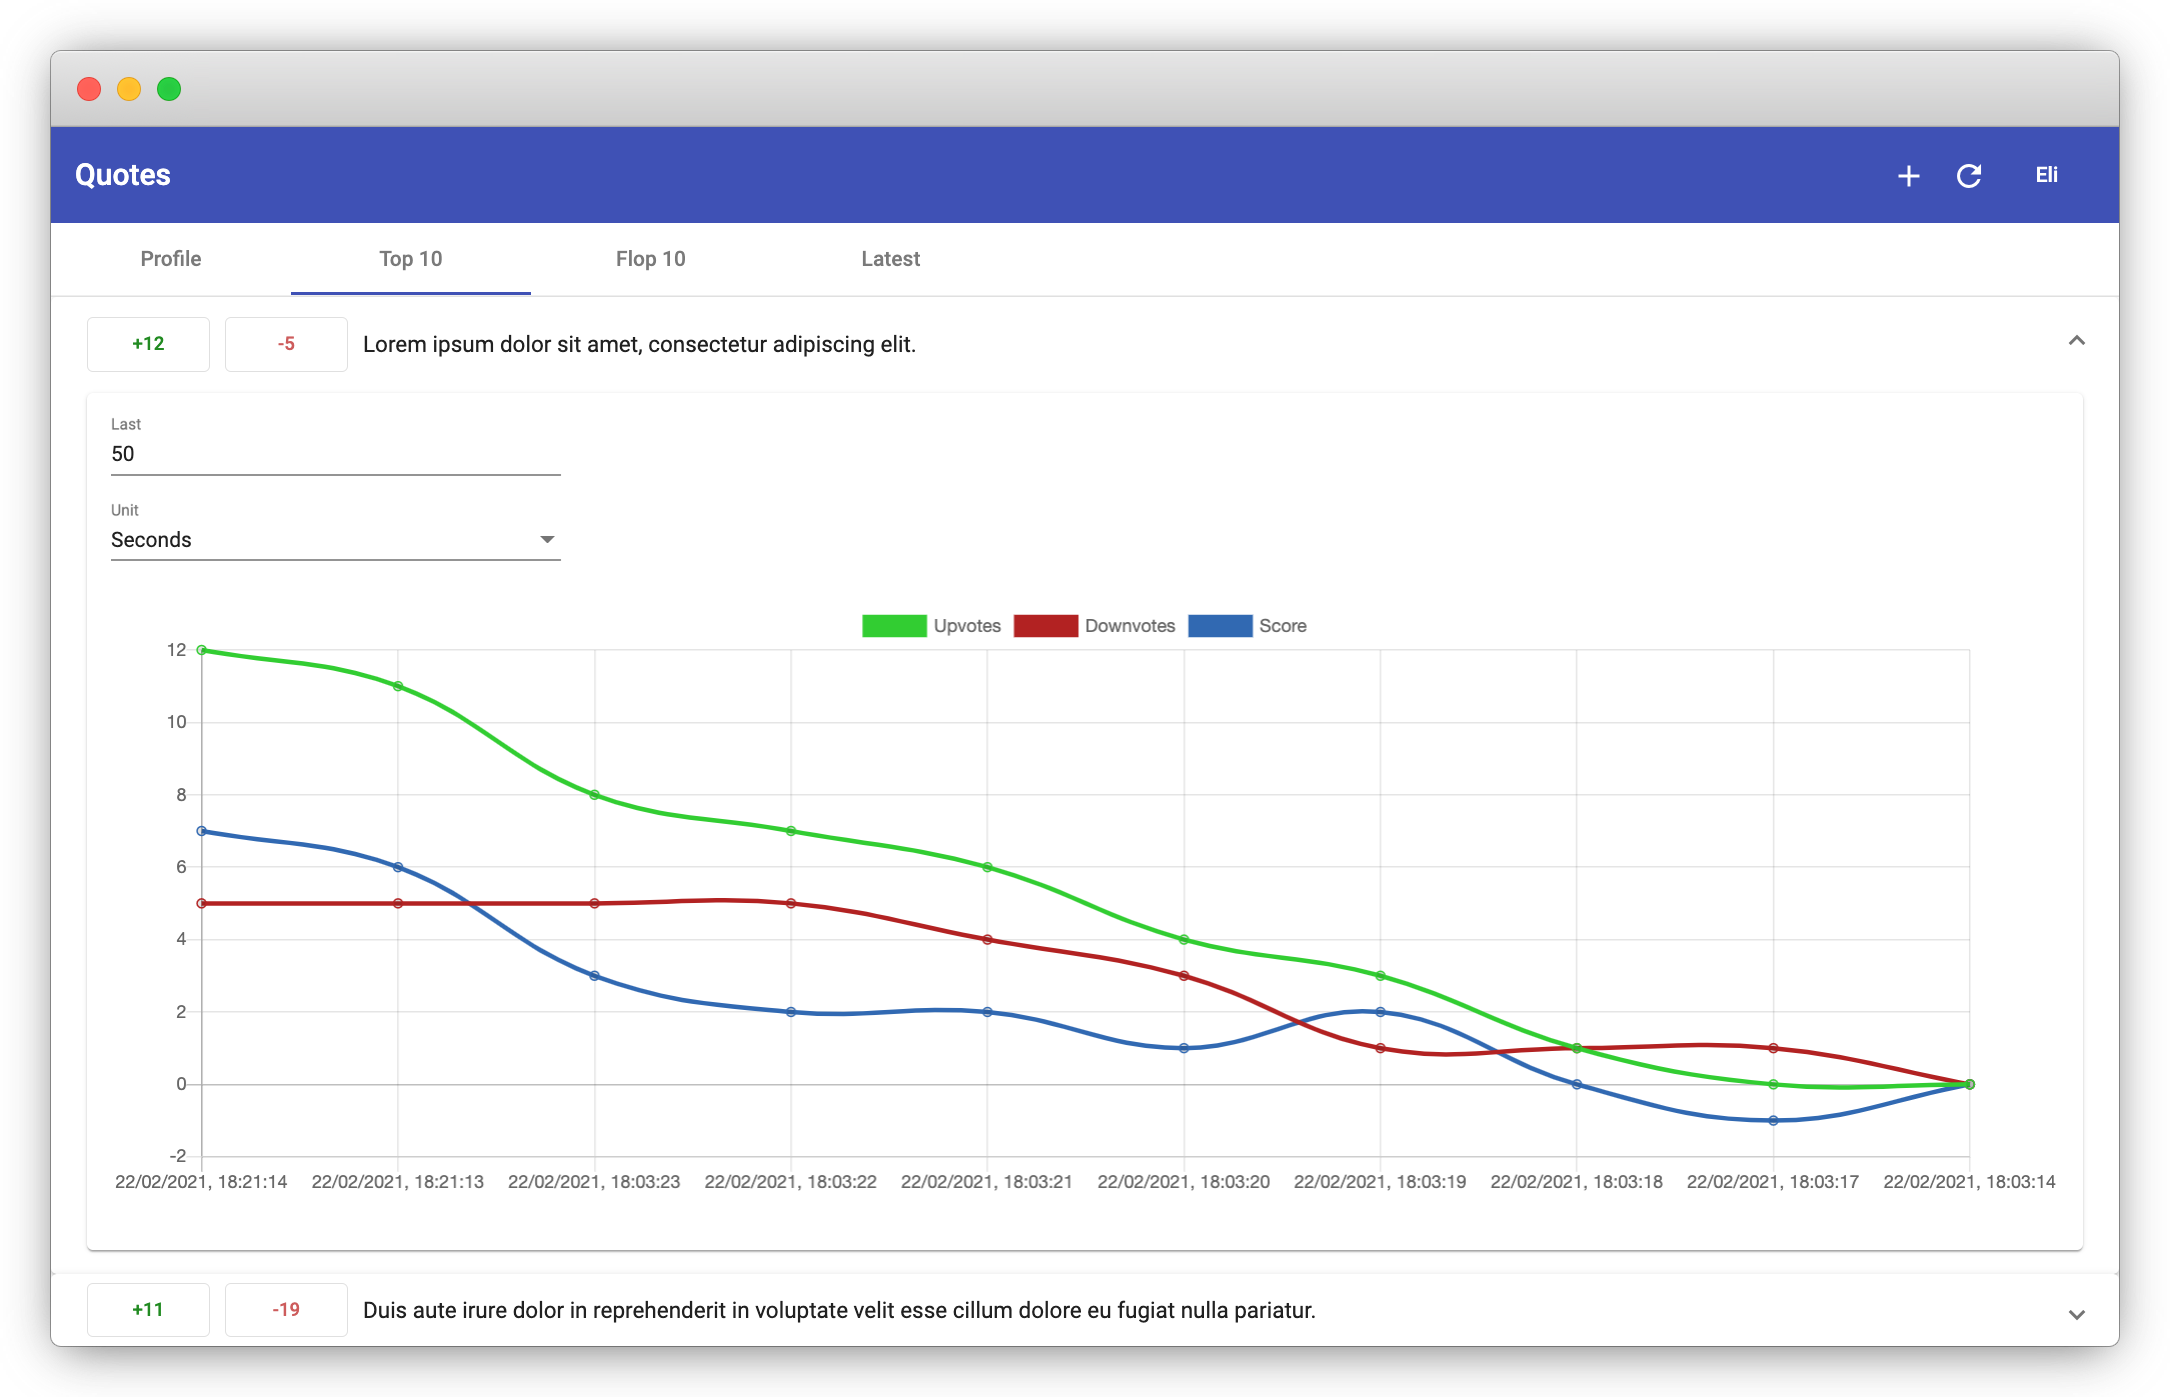 Quotes Eli
Profile Top 10 Flop 10 Latest
+12 -5 Lorem ipsum dolor sit amet, consectetur adipiscing elit.
Last
50
Unit
Seconds
Upvotes Downvotes Score
12
10
8
6
4
2
0
-2
22/02/2021, 18:21:14 22/02/2021, 18:21:13 22/02/2021, 18:03:23 22/02/2021, 18:03:22 22/02/2021, 18:03:21 22/02/2021, 18:03:20 22/02/2021, 18:03:19 22/02/2021, 18:03:18 22/02/2021, 18:03:17 22/02/2021, 18:03:14
+11 -19 Duis aute irure dolor in reprehenderit in voluptate velit esse cillum dolore eu fugiat nulla pariatur.